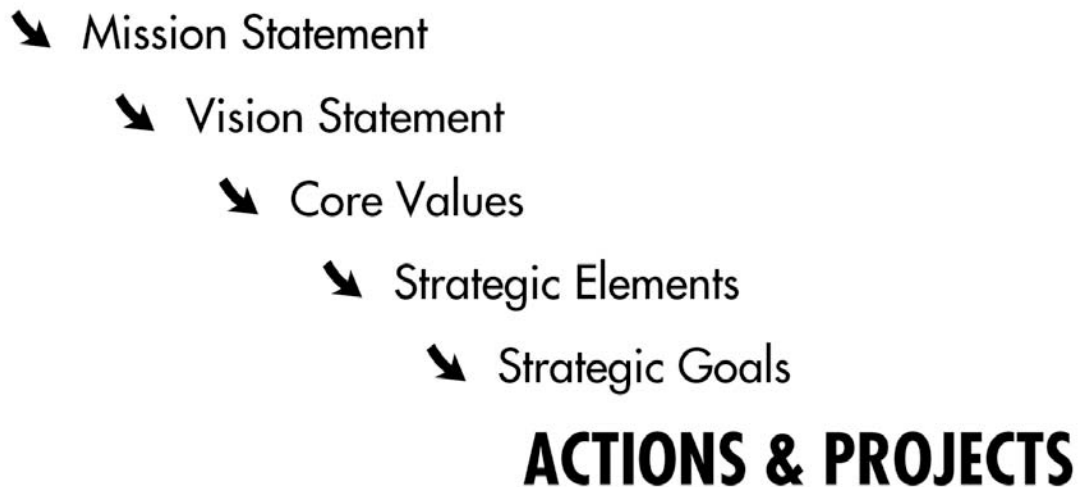 Mission Statement
Vision Statement
Core Values
Strategic Elements
Strategic Goals
ACTIONS & PROJECTS